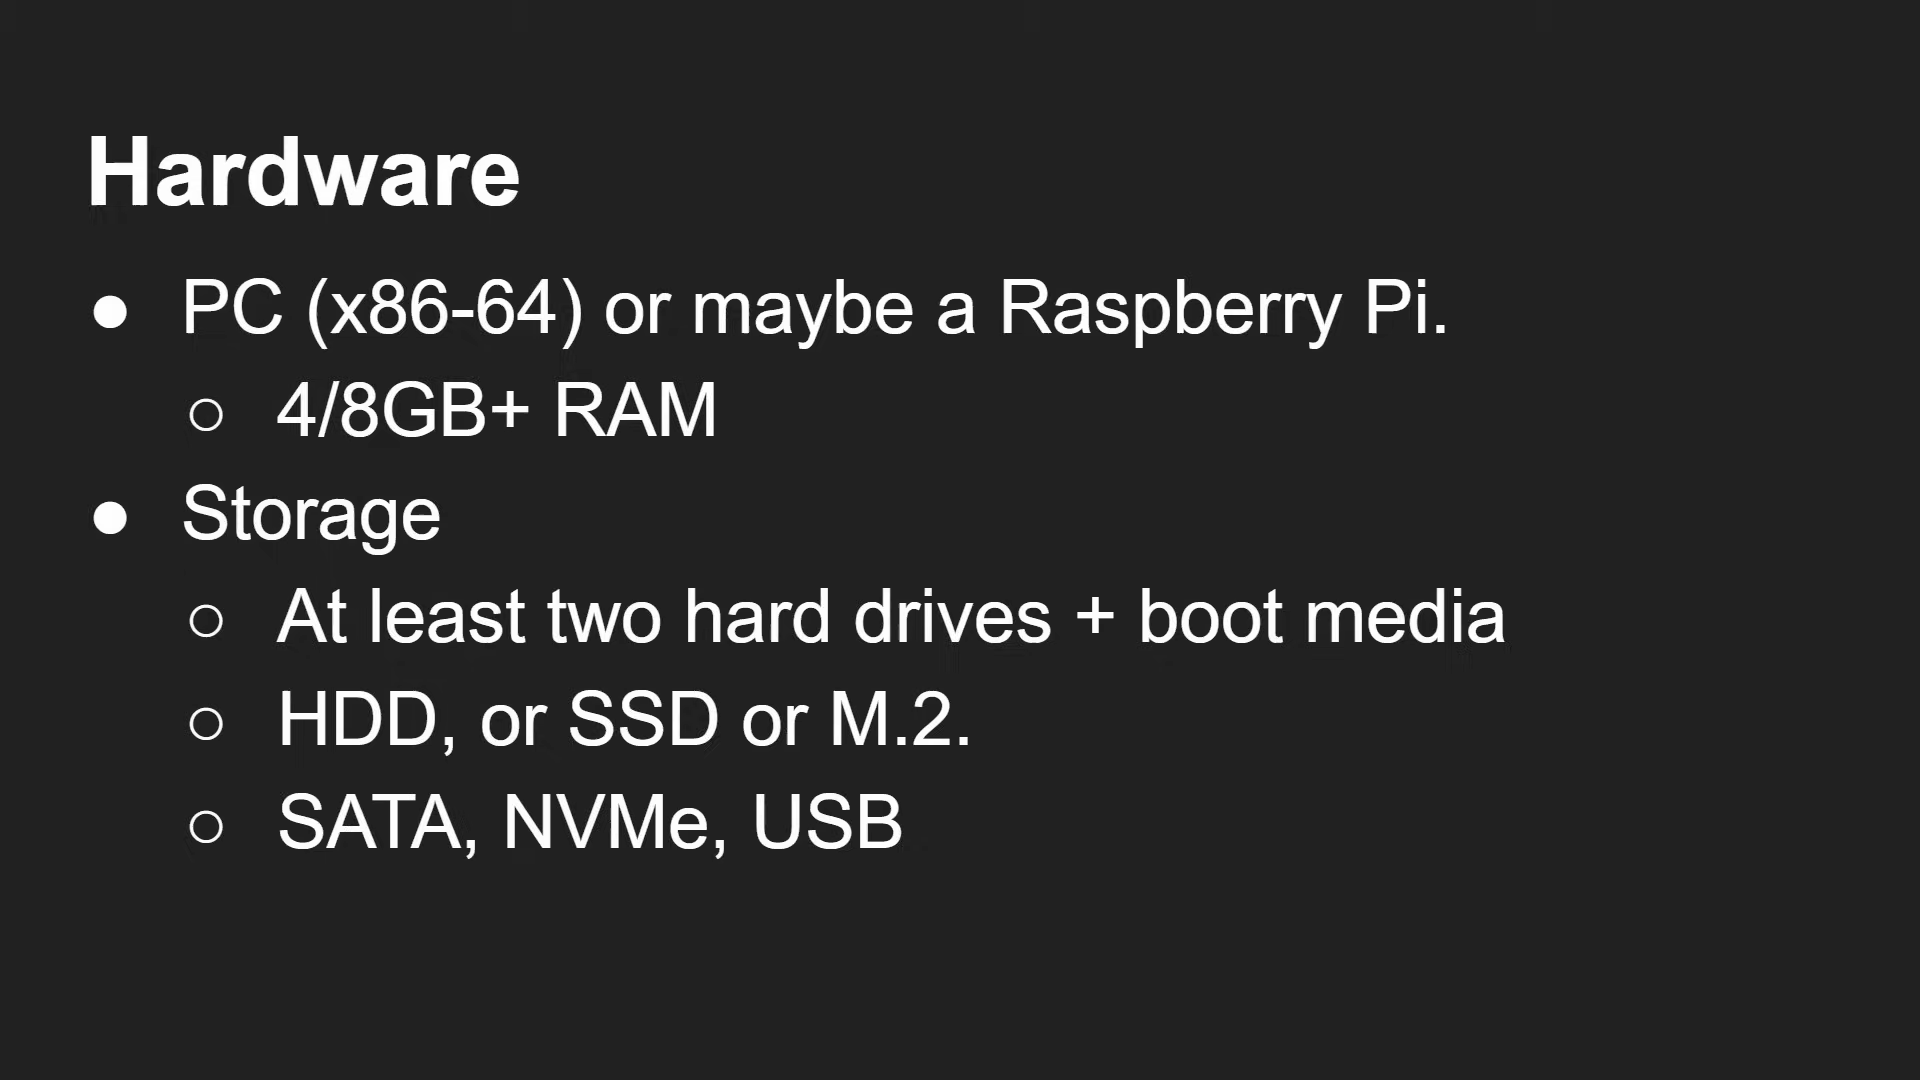 Hardware
● PC (x86-64) or maybe a Raspberry Pi.
○ 4/8GB+ RAM
● Storage
○ At least two hard drives + boot media
○ HDD, or SSD or M.2.
○ SATA, NVMe, USB